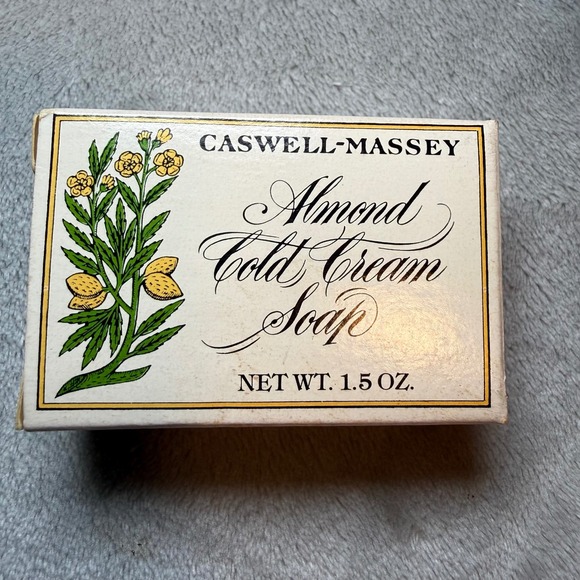 CASWELL-MASSEY
Almond
Cold Cream
Soap
NET WT. 1.5 OZ.